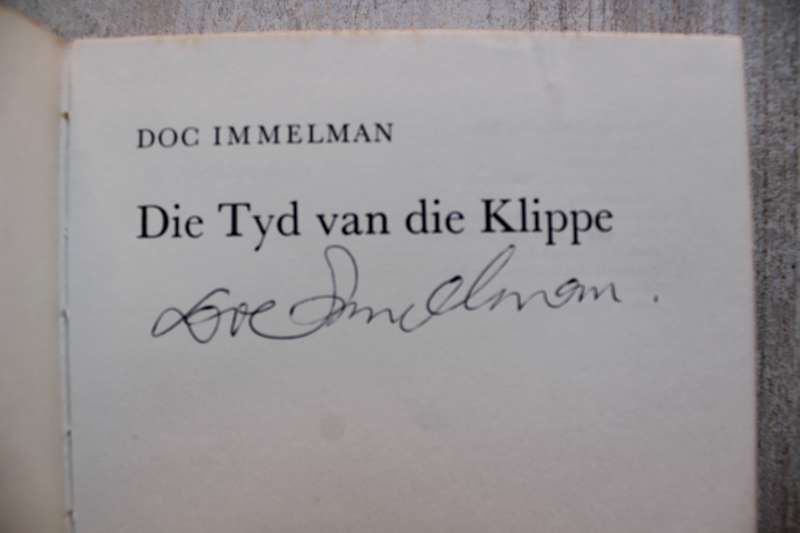 DOC IMMELMAN
Die Tyd van die Klippe
Doc Immelman.